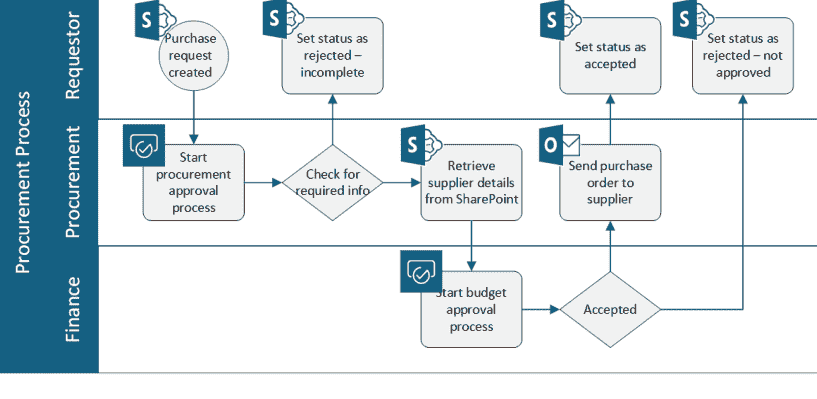 Procurement Process
Requestor
S
Purchase
request
created
S
Set status as
rejected –
incomplete
S
Set status as
accepted
S
Set status as
rejected – not
approved
Procurement
Start
procurement
approval
process
Check for
required info
S
Retrieve
supplier details
from SharePoint
O
Send purchase
order to
supplier
Finance
Start budget
approval
process
Accepted